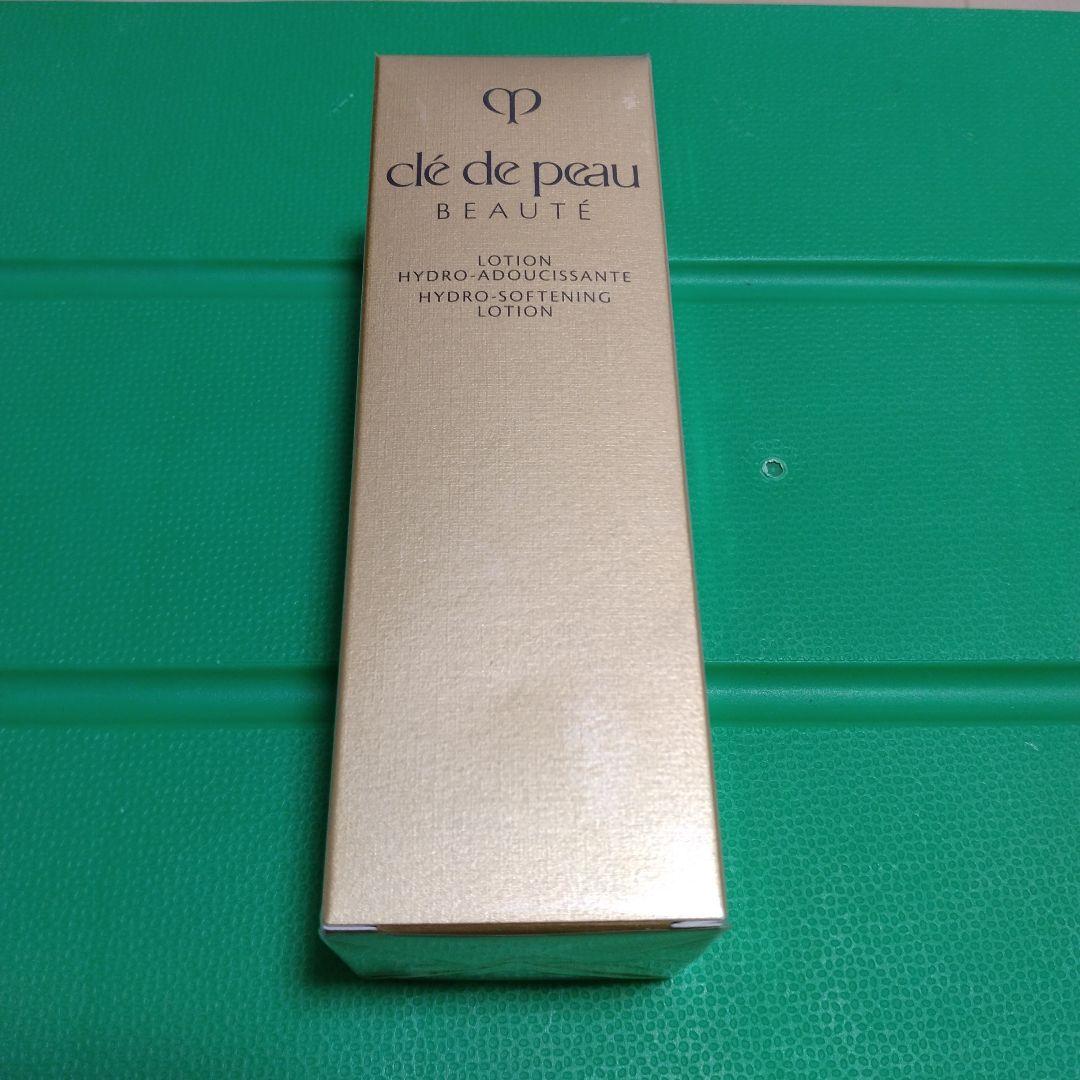 clé de peau
BEAUTÉ
LOTION
HYDRO-ADOUCISSANTE
HYDRO-SOFTENING
LOTION